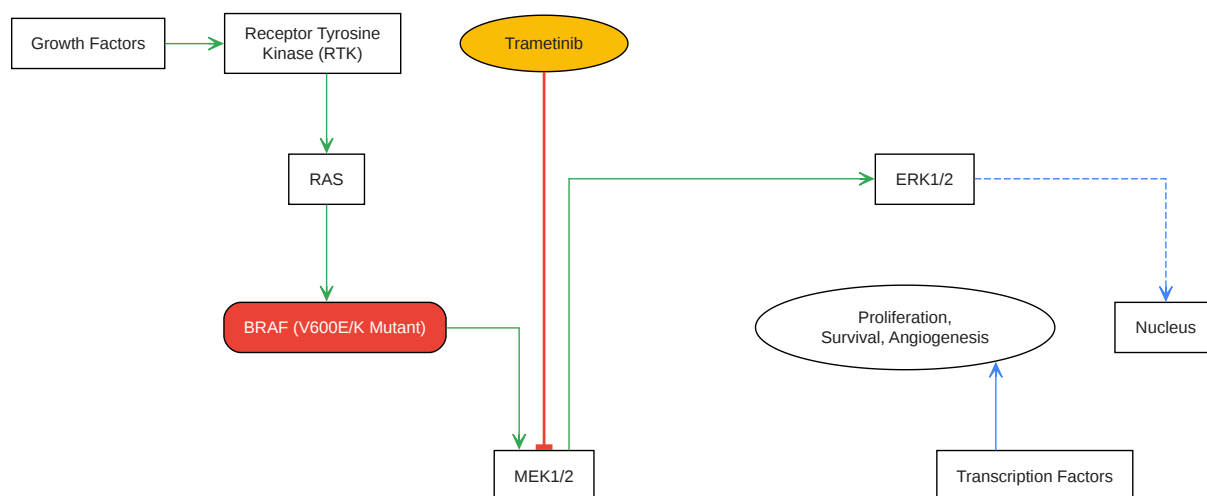 Growth Factors
Receptor Tyrosine
Kinase (RTK)
Trametinib
RAS
ERK1/2
BRAF (V600E/K Mutant)
Proliferation,
Survival, Angiogenesis
Nucleus
MEK1/2
Transcription Factors